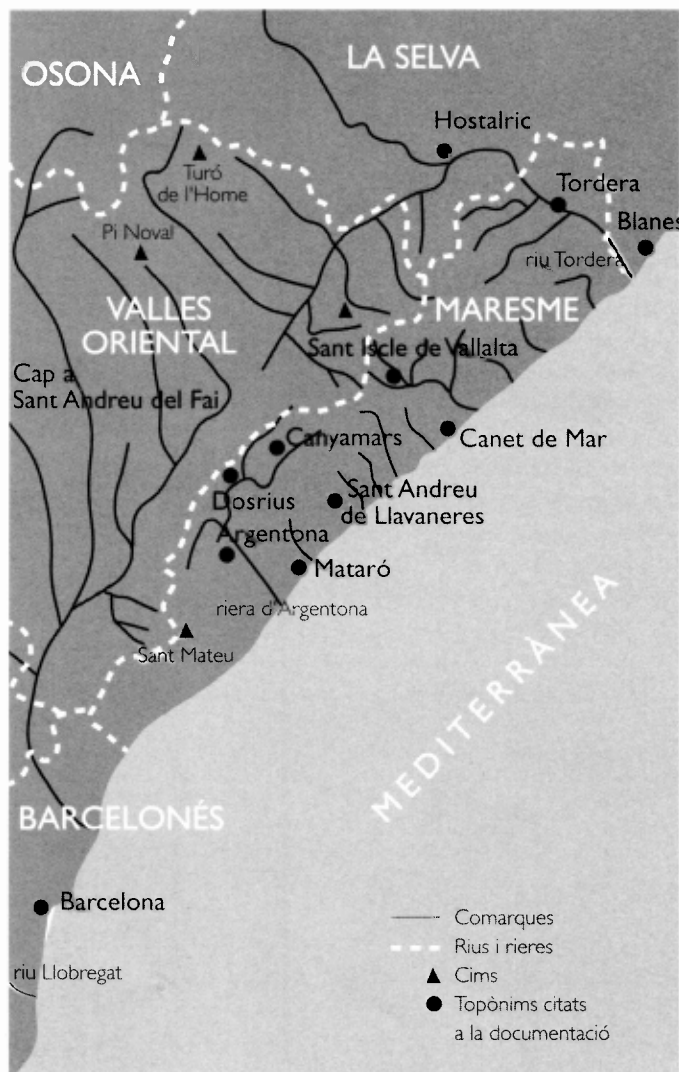 OSONA
LA SELVA
Hostalric
Turó
de l'Home
Tordera
Blanes
Pi Noval
riu Tordera
VALLES
ORIENTAL
MARESME
Sant Iscle de Vallalta
Cap a
Sant Andreu del Fai
Canyamars
Canet de Mar
Dosrius
Sant Andreu
de Llavaneres
Argentona
Mataró
riera d'Argentona
Sant Mateu
MEDITERRÀNEA
BARCELONÉS
Barcelona
riu Llobregat
Comarques
Rius i rieres
Cims
Topònims citats
a la documentació